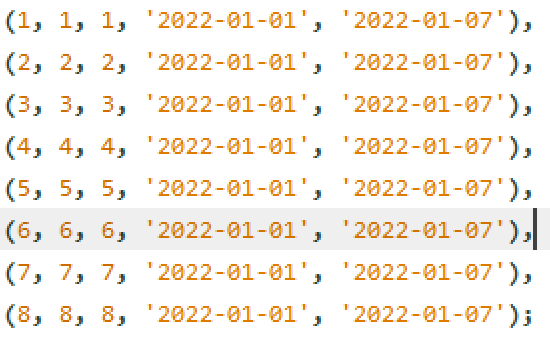 (1, 1, 1, '2022-01-01', '2022-01-07'),
(2, 2, 2, '2022-01-01', '2022-01-07'),
(3, 3, 3, '2022-01-01', '2022-01-07'),
(4, 4, 4, '2022-01-01', '2022-01-07'),
(5, 5, 5, '2022-01-01', '2022-01-07'),
(6, 6, 6, '2022-01-01', '2022-01-07'),
(7, 7, 7, '2022-01-01', '2022-01-07'),
(8, 8, 8, '2022-01-01', '2022-01-07');